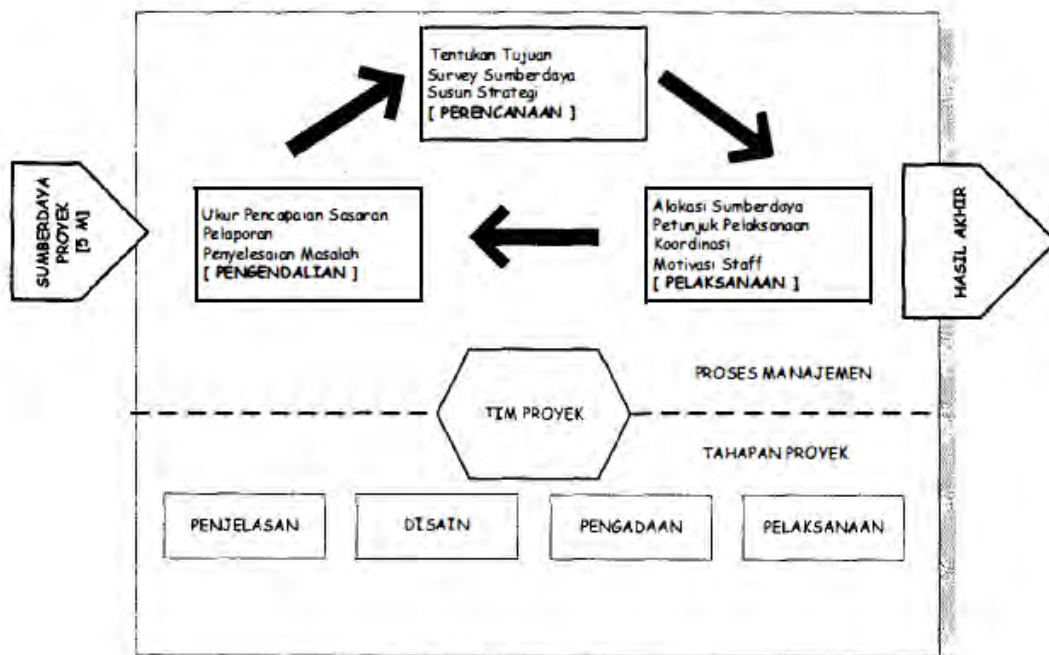 Tentukan Tujuan
Survey Sumberdaya
Susun Strategi
[ PERENCANAAN ]
SUMBERDAYA
PROYEK
[5 M]
Ukur Pencapaian Sasaran
Pelaporan
Penyelesaian Masalah
[ PENGENDALIAN ]
Alokasi Sumberdaya
Petunjuk Pelaksanaan
Koordinasi
Motivasi Staff
[ PELAKSANAAN ]
HASIL AKHIR
PROSES MANAJEMEN
TIM PROYEK
TAHAPAN PROYEK
PENJELASAN
DISAIN
PENGADAAN
PELAKSANAAN